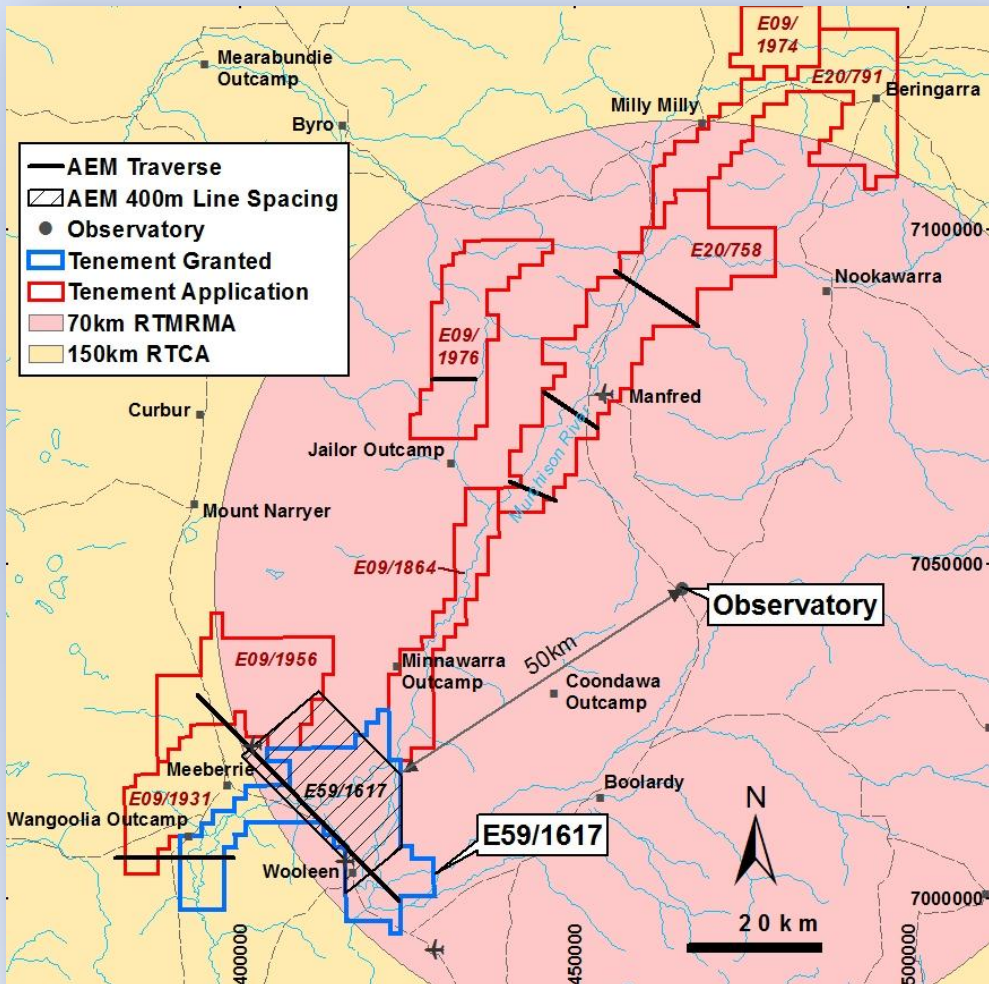 E09/
1974
Mearabundie
Outcamp
E20/791
Beringarra
Milly Milly
Byro
AEM Traverse
AEM 400m Line Spacing
Observatory
Tenement Granted
Tenement Application
70km RTMRMA
150km RTCA
7100000
E20/758
Nookawarra
E09/
1976
Manfred
Curbur
Murchison River
Jailor Outcamp
Mount Narryer
E09/1864
7050000
Observatory
50km
E09/1956
Minnawarra
Outcamp
Coondawa
Outcamp
Meeberrie
E59/1617
Boolardy
E09/1931
Wangoolia Outcamp
E59/1617
N
Wooleen
7000000
20 km
400000
450000
500000